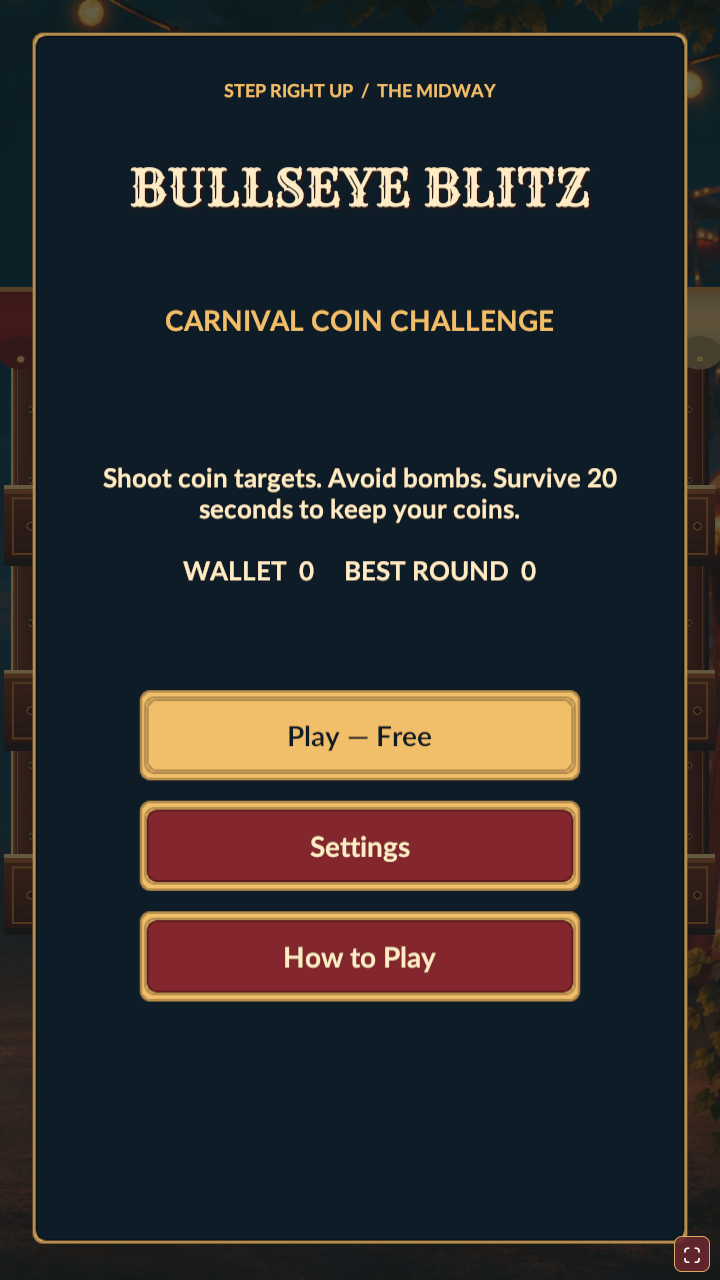 STEP RIGHT UP / THE MIDWAY
BULLSEYE BLITZ
CARNIVAL COIN CHALLENGE
Shoot coin targets. Avoid bombs. Survive 20
seconds to keep your coins.
WALLET 0 BEST ROUND 0
Play — Free
Settings
How to Play